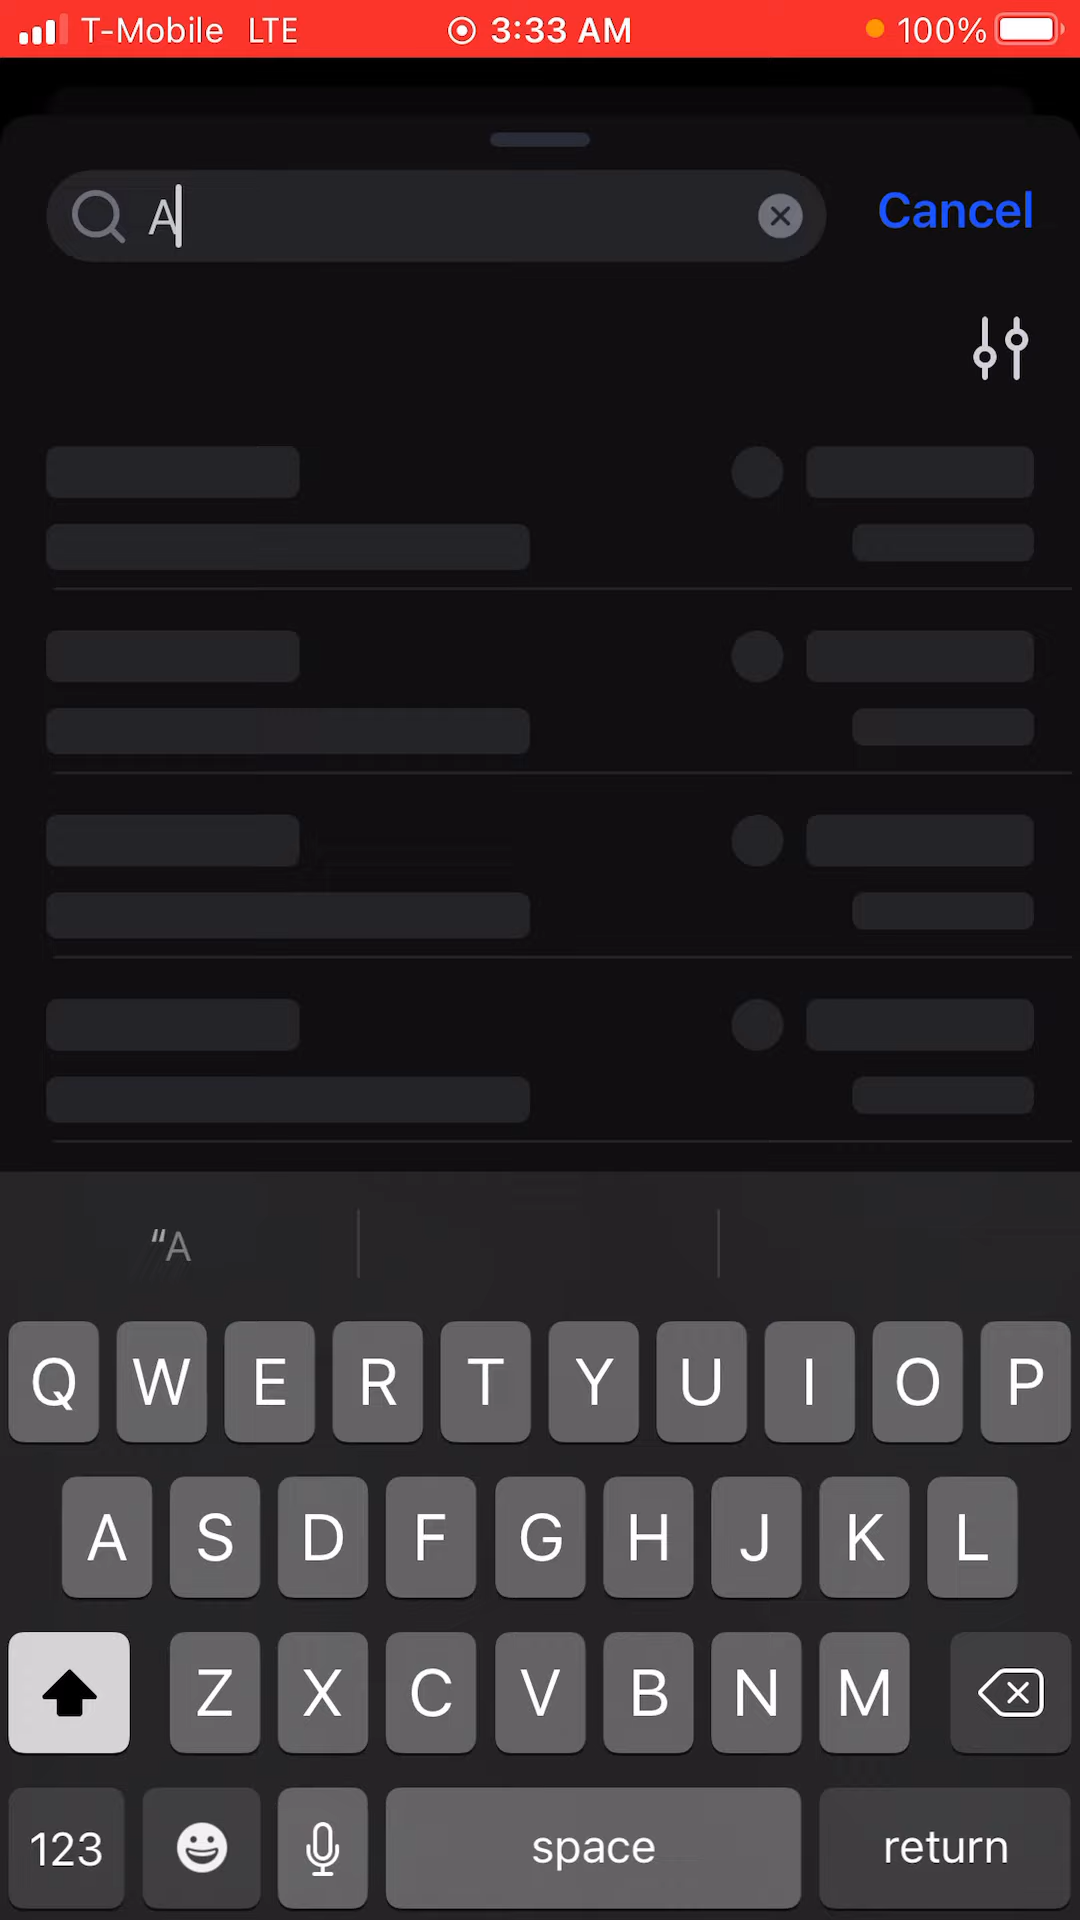 T-Mobile LTE 3:33 AM 100%
A Cancel
“A
Q W E R T Y U I O P
A S D F G H J K L
Z X C V B N M
123 space return